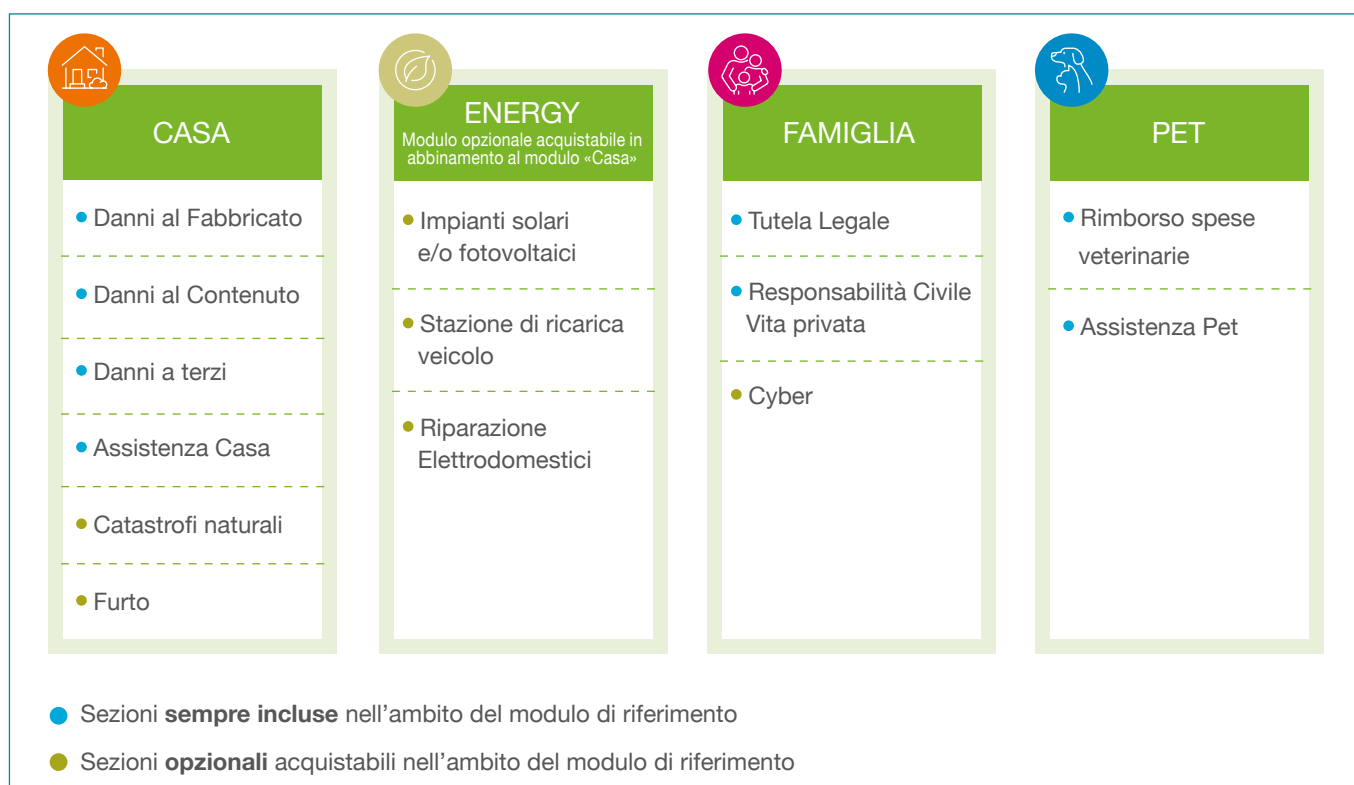 CASA
• Danni al Fabbricato
• Danni al Contenuto
• Danni a terzi
• Assistenza Casa
• Catastrofi naturali
• Furto
ENERGY
Modulo opzionale acquistabile in
abbinamento al modulo «Casa»
• Impianti solari
e/o fotovoltaici
• Stazione di ricarica
veicolo
• Riparazione
Elettrodomestici
FAMIGLIA
• Tutela Legale
• Responsabilità Civile
Vita privata
• Cyber
PET
• Rimborso spese
veterinarie
• Assistenza Pet
● Sezioni sempre incluse nell’ambito del modulo di riferimento
● Sezioni opzionali acquistabili nell’ambito del modulo di riferimento